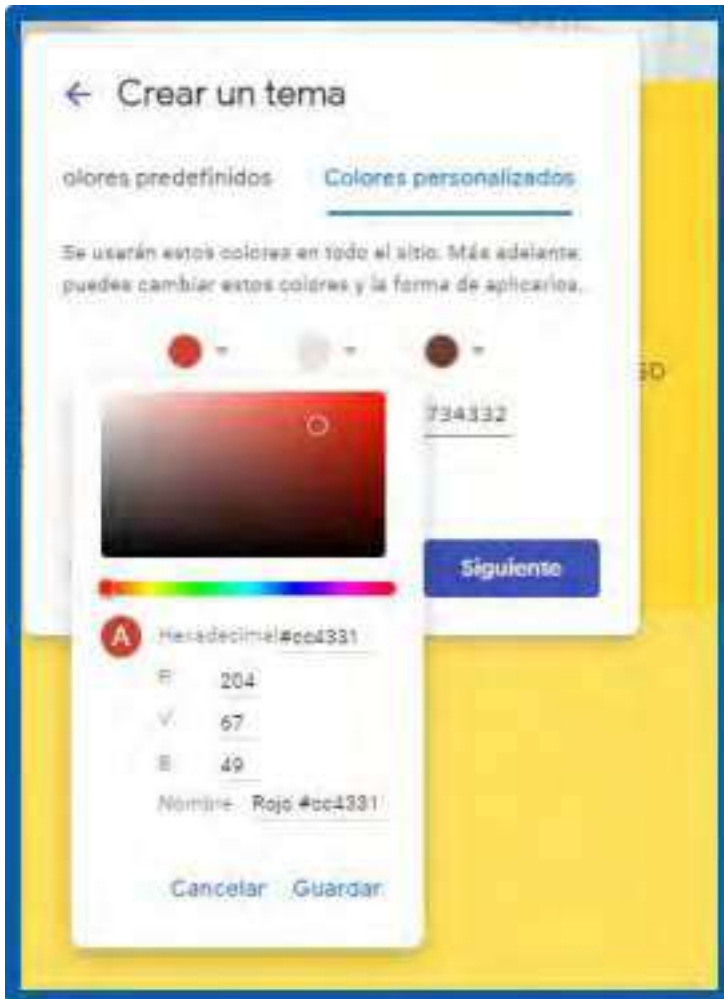 Crear un tema
olores predefinidos Colores personalizados
Se usarán estos colores en todo el sitio. Más adelante,
puedes cambiar estos colores y la forma de aplicarlos.
734332
Siguiente
A Hexadecimal #cc4331
R 204
V 67
B 49
Nombre Rojo #cc4331
Cancelar Guardar